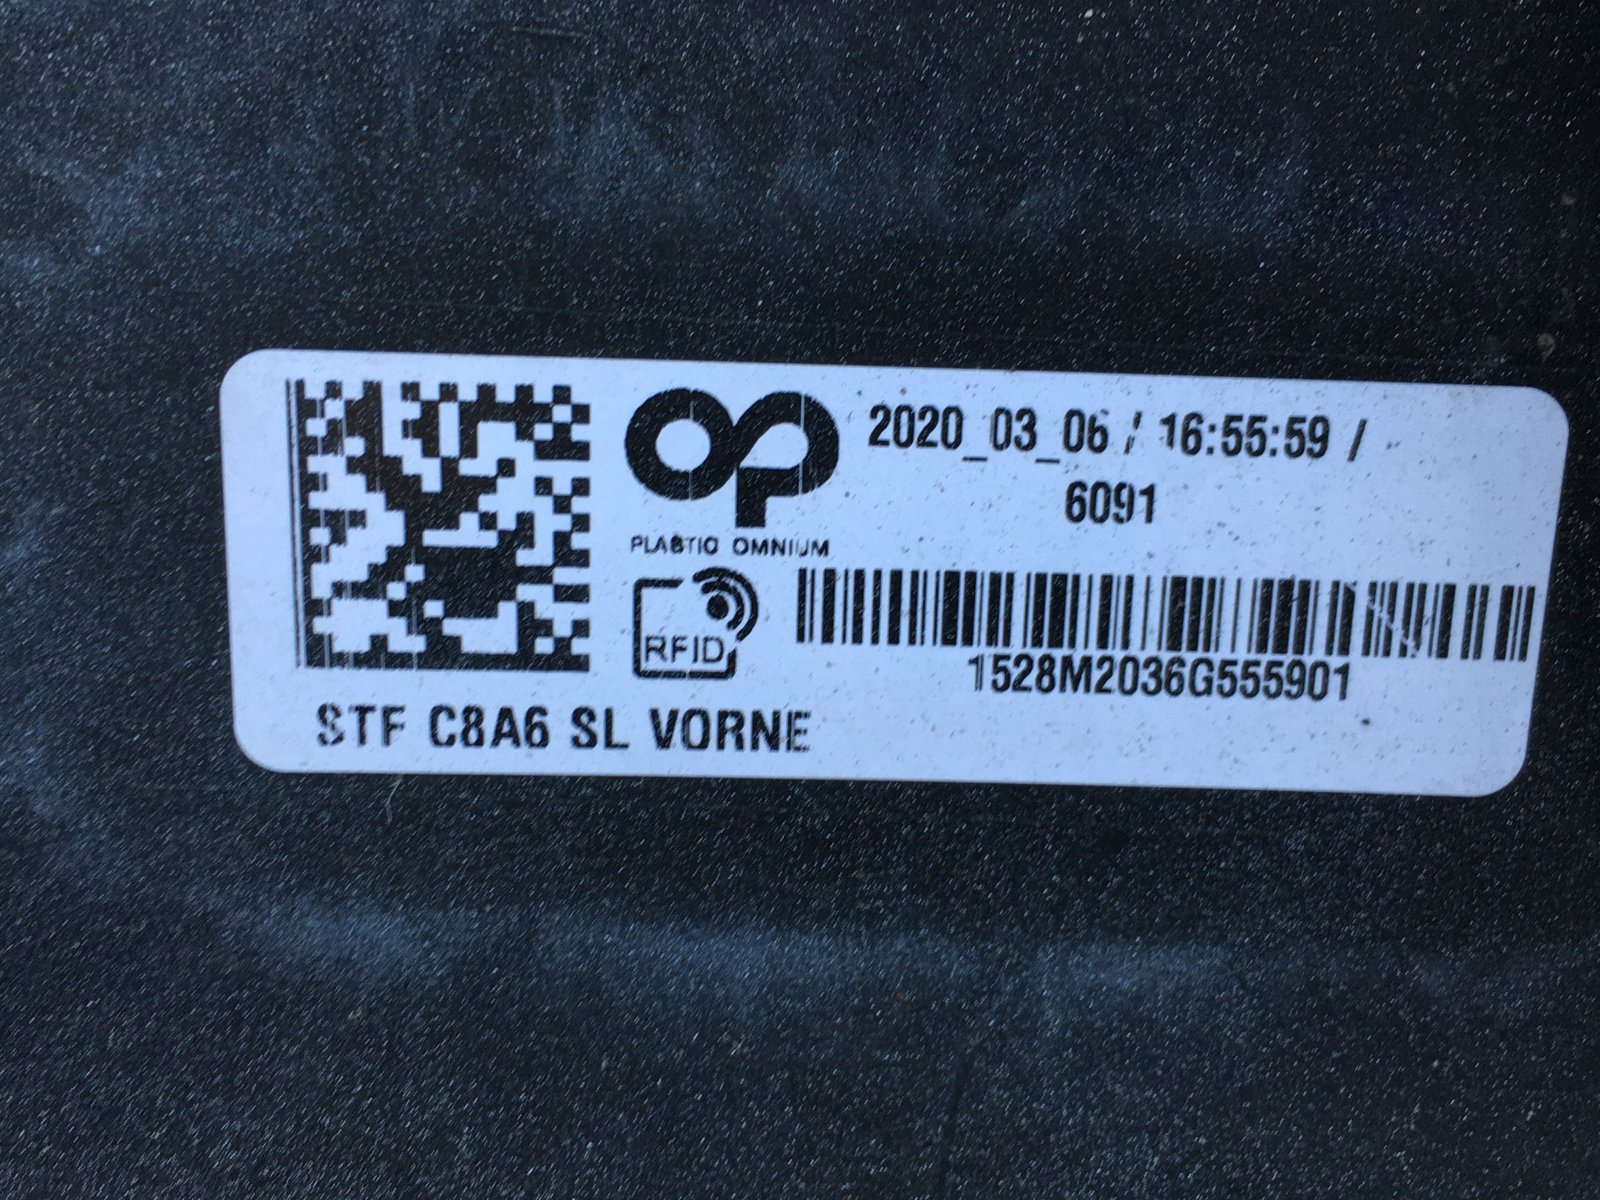 2020_03_06 / 16:55:59 /
6091
PLASTIC OMNIUM
RFID
1528M2036G555901
STF C8A6 SL VORNE